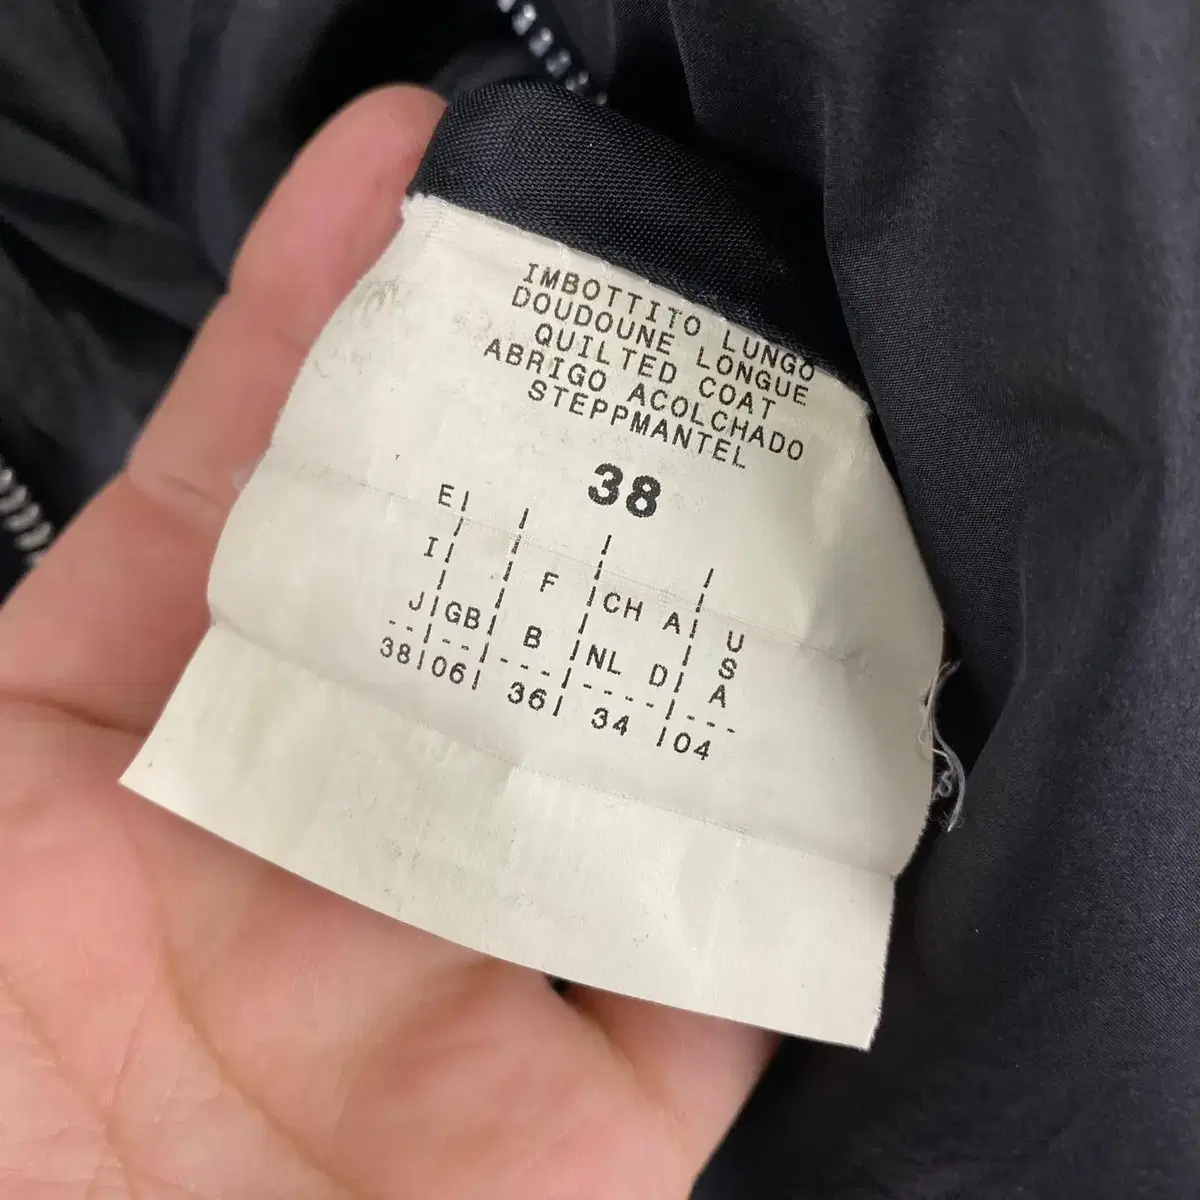 IMBOTTITO LUNGO
DOUDOUNE LONGUE
QUILTED COAT
ABRIGO ACOLCHADO
STEPPMANTEL
38
E| | | |
I| | F |CH A| U
J|GB| B |NL D| S
A
--|--|----|-----|---
38|06| 36| 34 |04